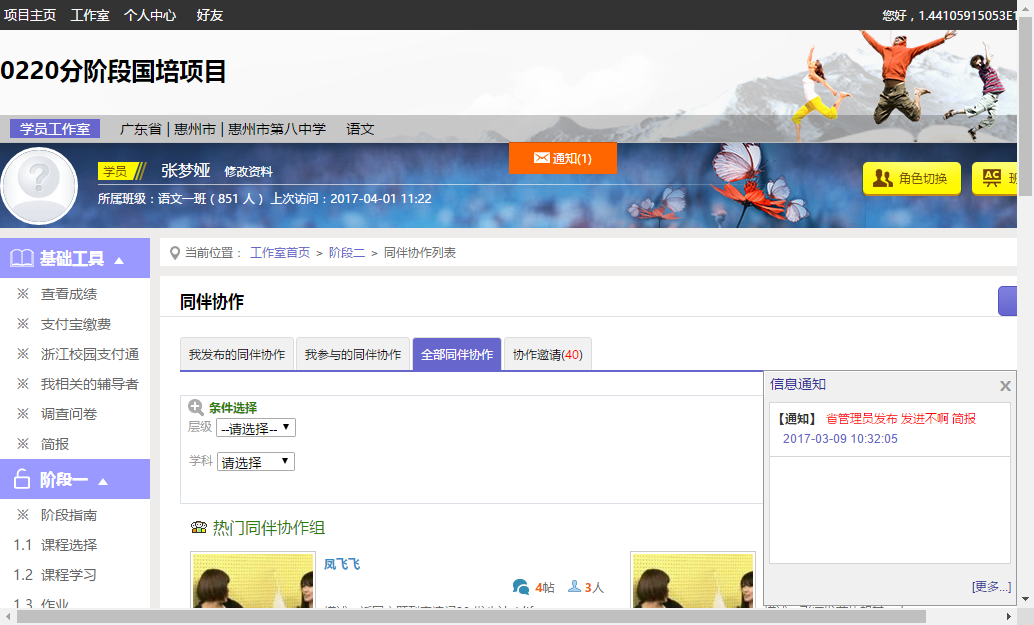 项目主页 工作室 个人中心 好友 您好，1.44105915053E1
0220分阶段国培项目
学员工作室 广东省 | 惠州市 | 惠州市第八中学 语文
通知(1)
学员 张梦娅 修改资料 角色切换
所属班级：语文一班 ( 851 人 ) 上次访问：2017-04-01 11:22
基础工具
当前位置： 工作室首页 > 阶段二 > 同伴协作列表
查看成绩
支付宝缴费
浙江校园支付通
我相关的辅导者
调查问卷
简报
阶段一
阶段指南
1.1 课程选择
1.2 课程学习
1.3 作业
同伴协作
我发布的同伴协作 我参与的同伴协作 全部同伴协作 协作邀请(40)
条件选择
层级 --请选择--
学科 请选择
热门同伴协作组
凤飞飞
4帖 3人
信息通知
【通知】 省管理员发布 发进不啊 简报
2017-03-09 10:32:05
[更多...]